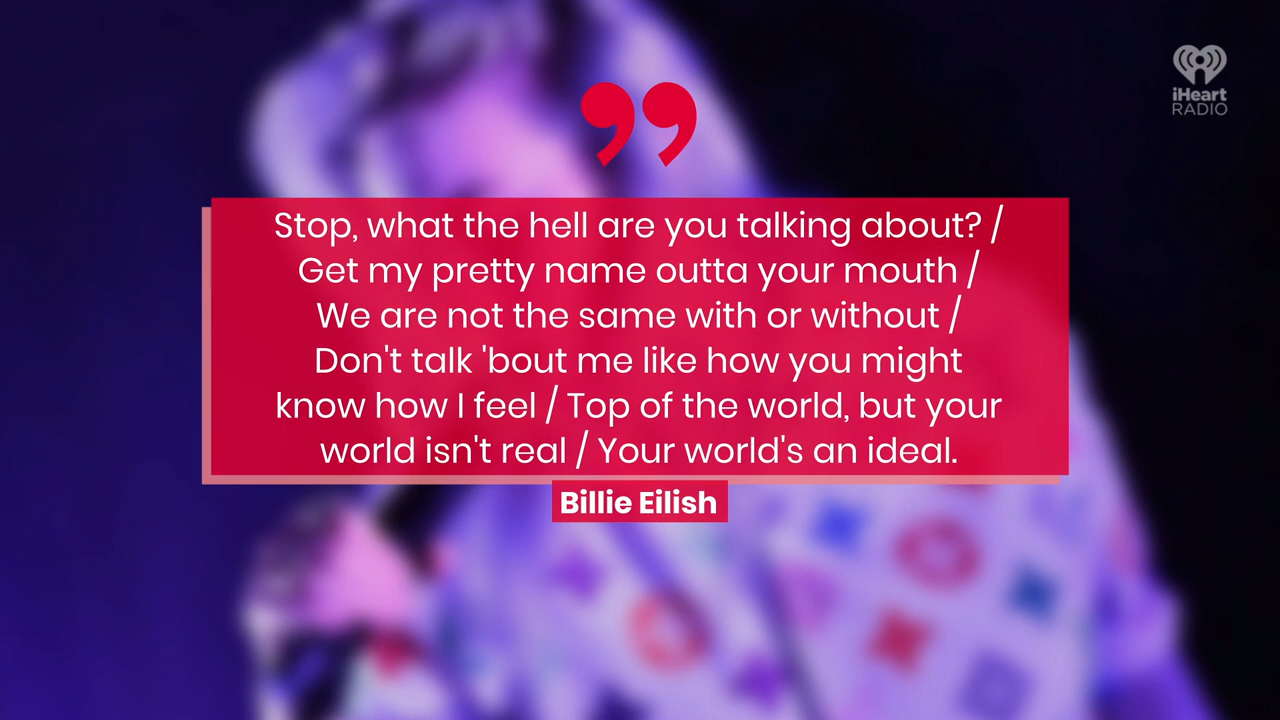 iHeart
RADIO
”
Stop, what the hell are you talking about? /
Get my pretty name outta your mouth /
We are not the same with or without /
Don't talk 'bout me like how you might
know how I feel / Top of the world, but your
world isn't real / Your world's an ideal.
Billie Eilish